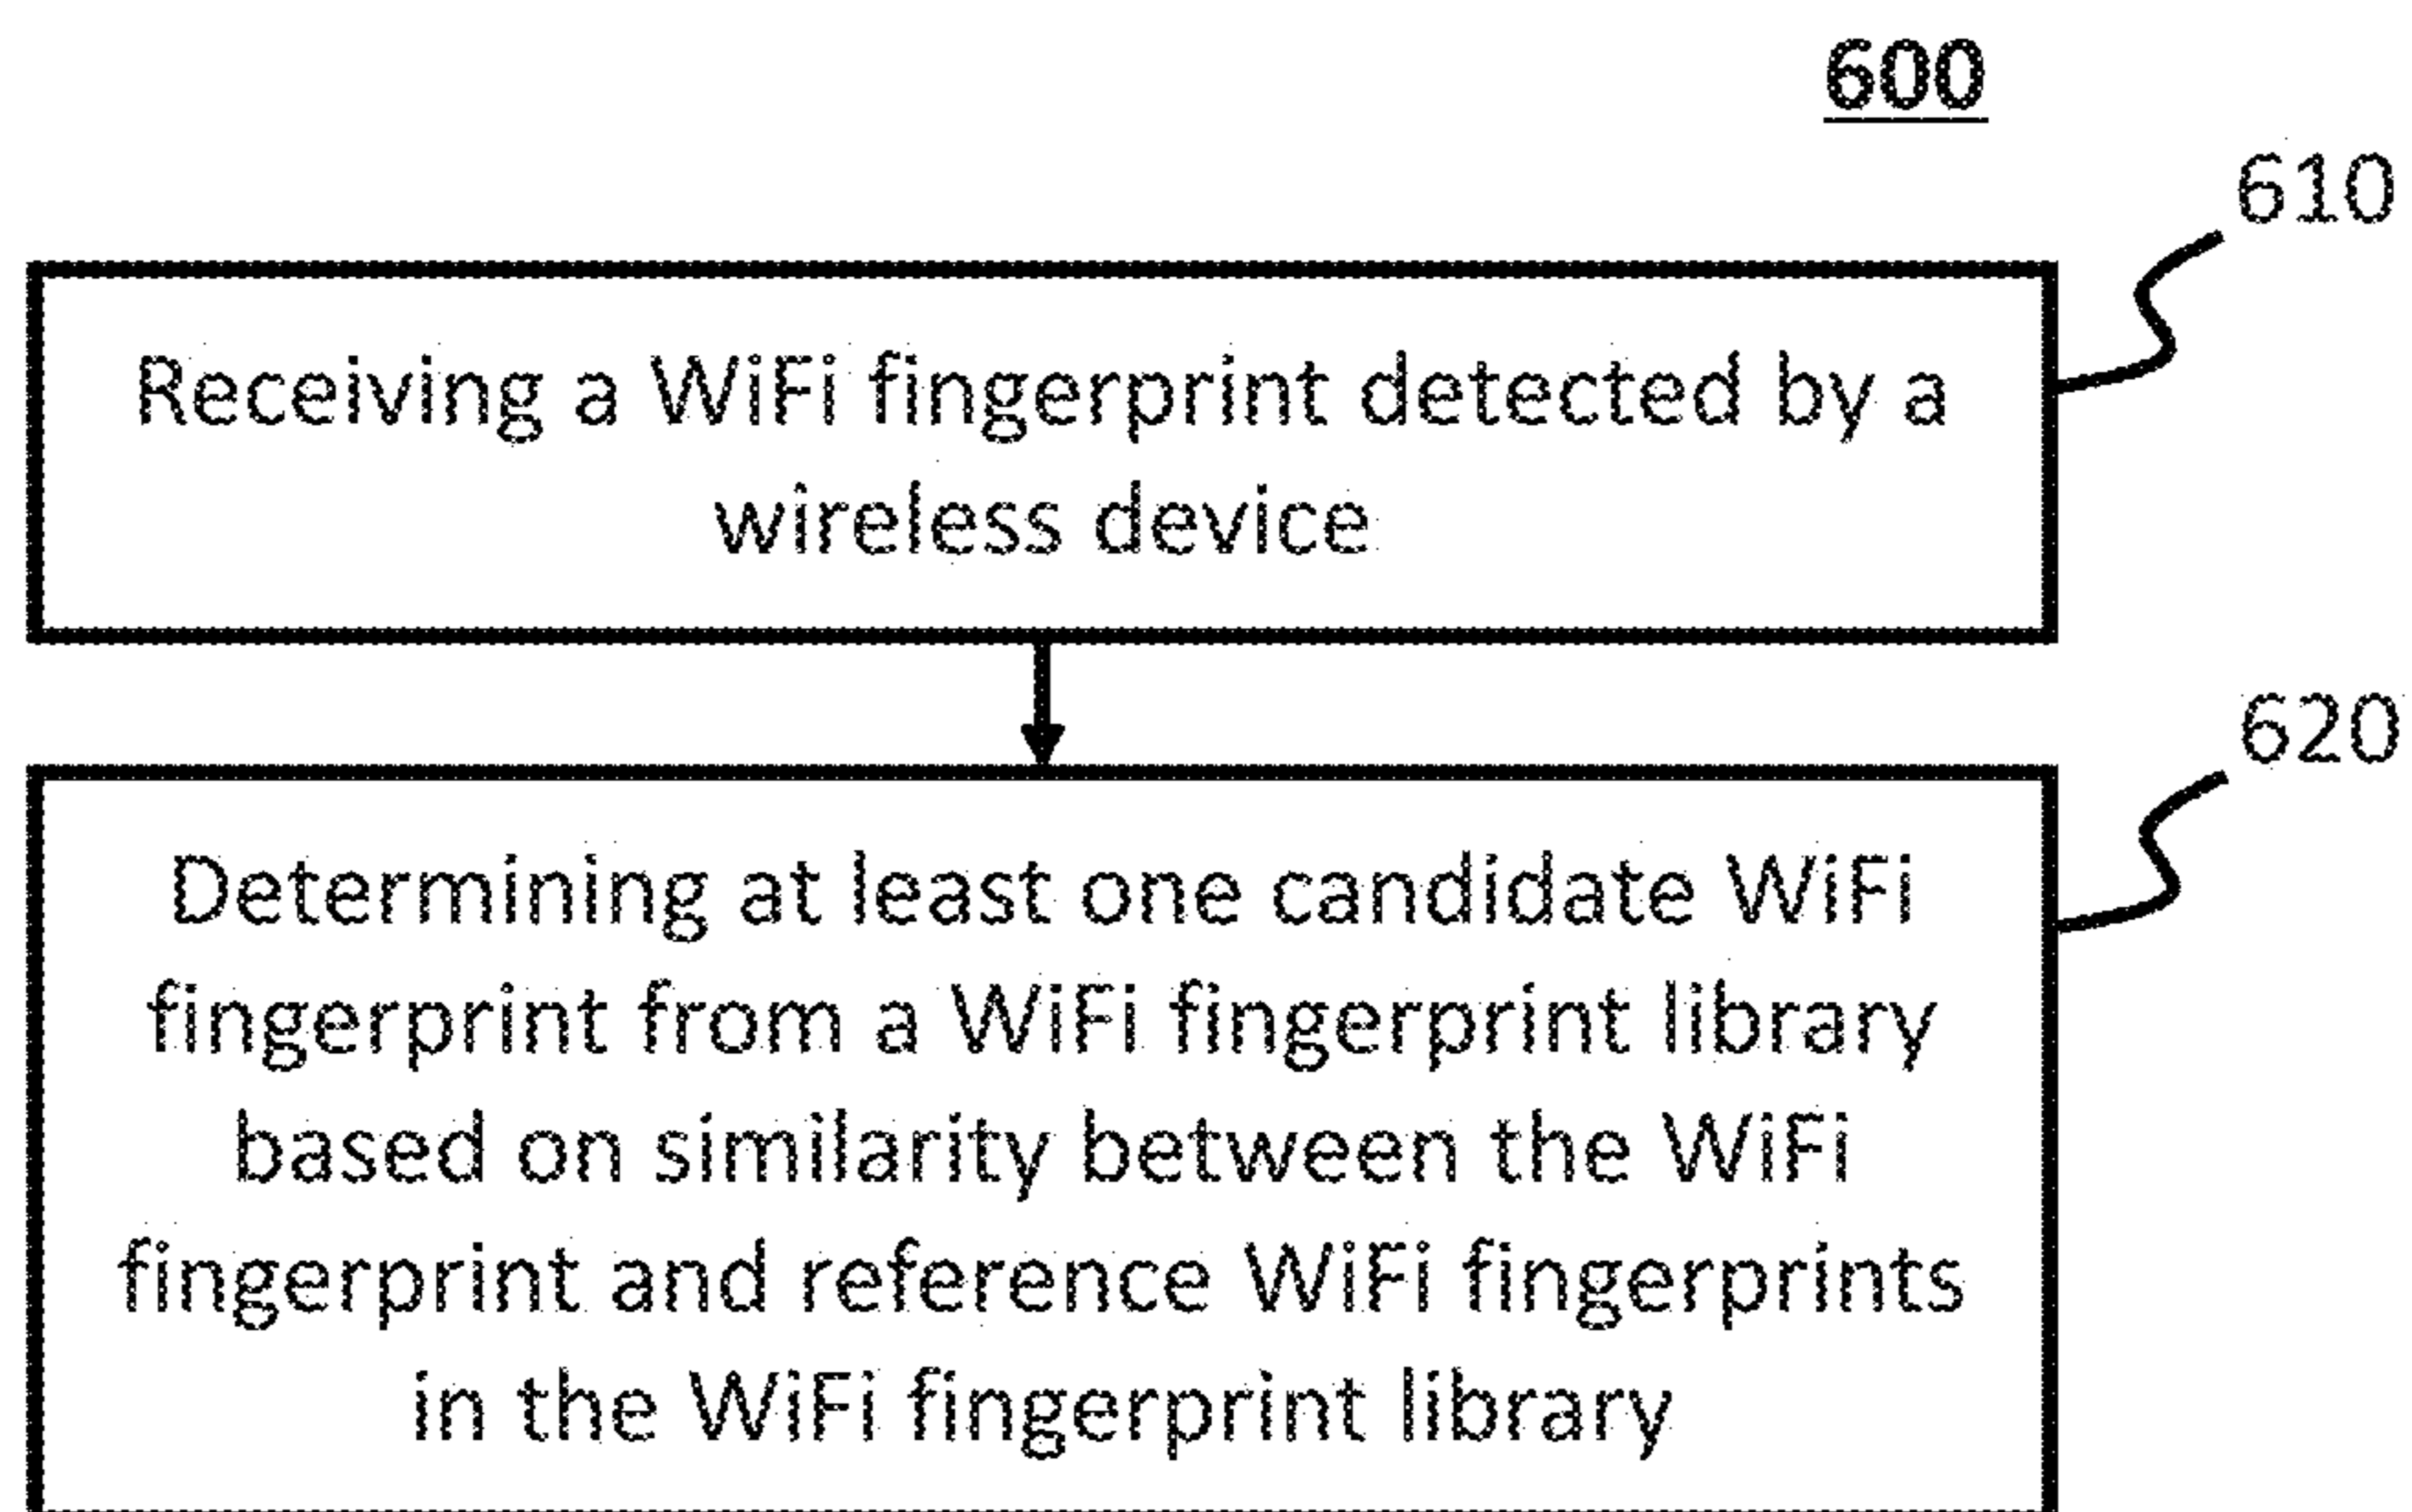 600
610
Receiving a WiFi fingerprint detected by a
wireless device
620
Determining at least one candidate WiFi
fingerprint from a WiFi fingerprint library
based on similarity between the WiFi
fingerprint and reference WiFi fingerprints
in the WiFi fingerprint library